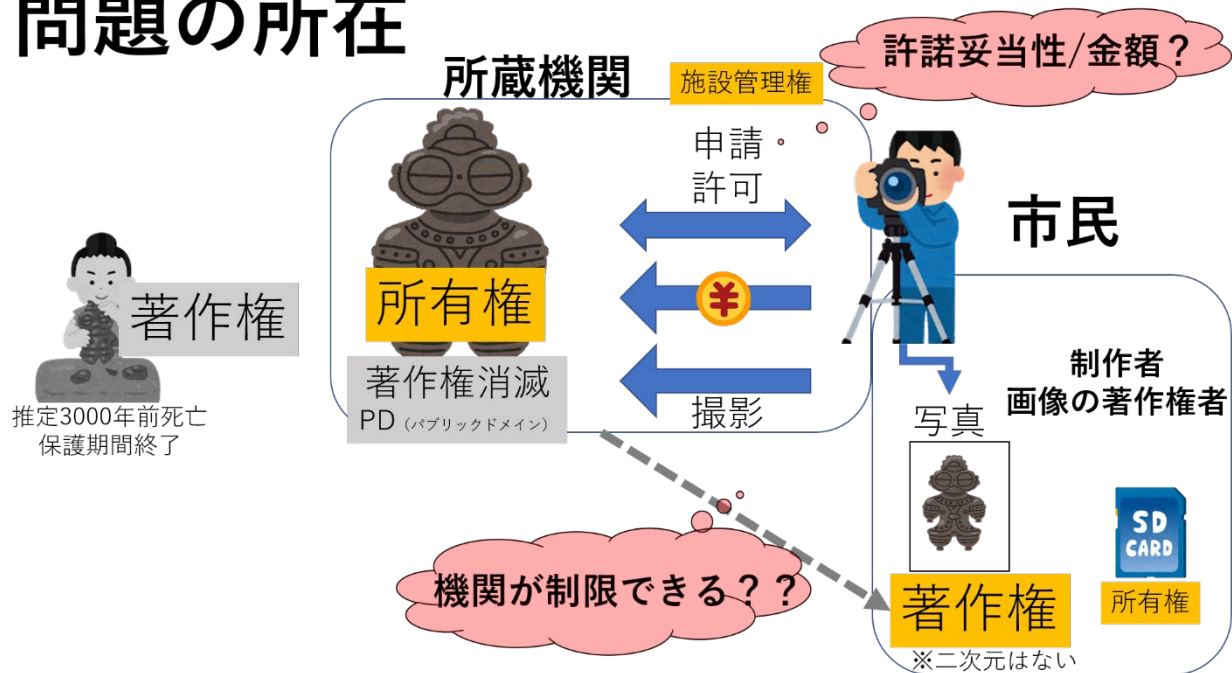 問題の所在
所蔵機関
施設管理権
許諾妥当性/金額？
申請・
許可
市民
著作権
所有権
¥
推定3000年前死亡
保護期間終了
著作権消滅
PD（パブリックドメイン）
撮影
制作者
画像の著作権者
写真
SD
CARD
機関が制限できる？？
著作権
所有権
※二次元はない